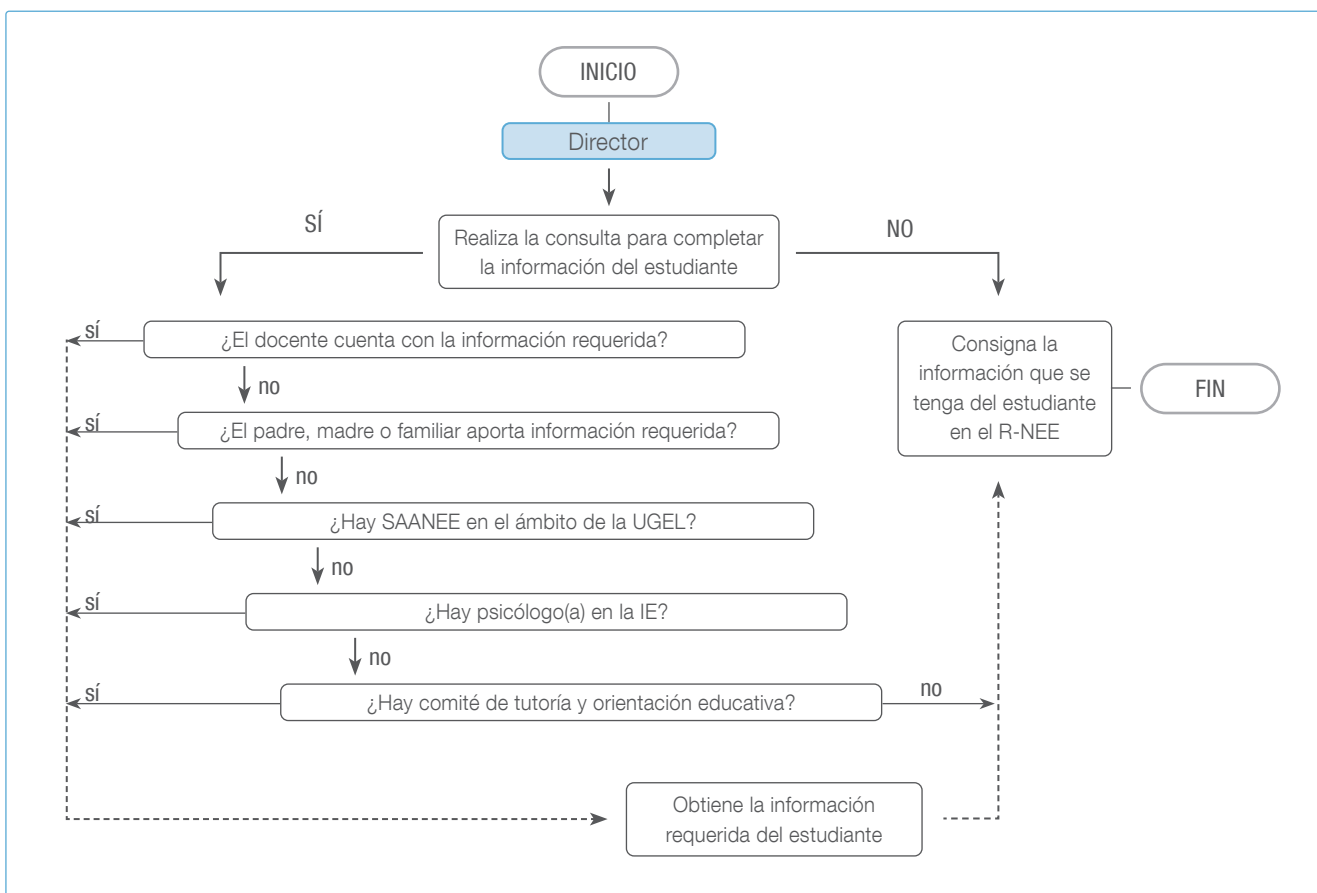 INICIO
Director
SÍ
Realiza la consulta para completar
la información del estudiante
NO
sí
¿El docente cuenta con la información requerida?
no
sí
¿El padre, madre o familiar aporta información requerida?
no
sí
¿Hay SAANEE en el ámbito de la UGEL?
no
sí
¿Hay psicólogo(a) en la IE?
no
sí
¿Hay comité de tutoría y orientación educativa?
no
Consigna la
información que se
tenga del estudiante
en el R-NEE
FIN
Obtiene la información
requerida del estudiante